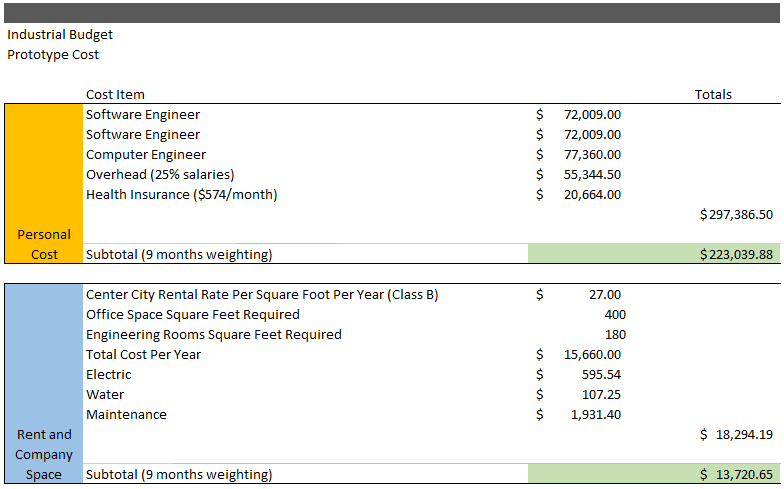 Industrial Budget
Prototype Cost
Cost Item Totals
Software Engineer $ 72,009.00
Software Engineer $ 72,009.00
Computer Engineer $ 77,360.00
Overhead (25% salaries) $ 55,344.50
Health Insurance ($574/month) $ 20,664.00
$297,386.50
Personal
Cost Subtotal (9 months weighting) $223,039.88
Center City Rental Rate Per Square Foot Per Year (Class B) $ 27.00
Office Space Square Feet Required 400
Engineering Rooms Square Feet Required 180
Total Cost Per Year $ 15,660.00
Electric $ 595.54
Water $ 107.25
Maintenance $ 1,931.40
Rent and $ 18,294.19
Company
Space Subtotal (9 months weighting) $ 13,720.65